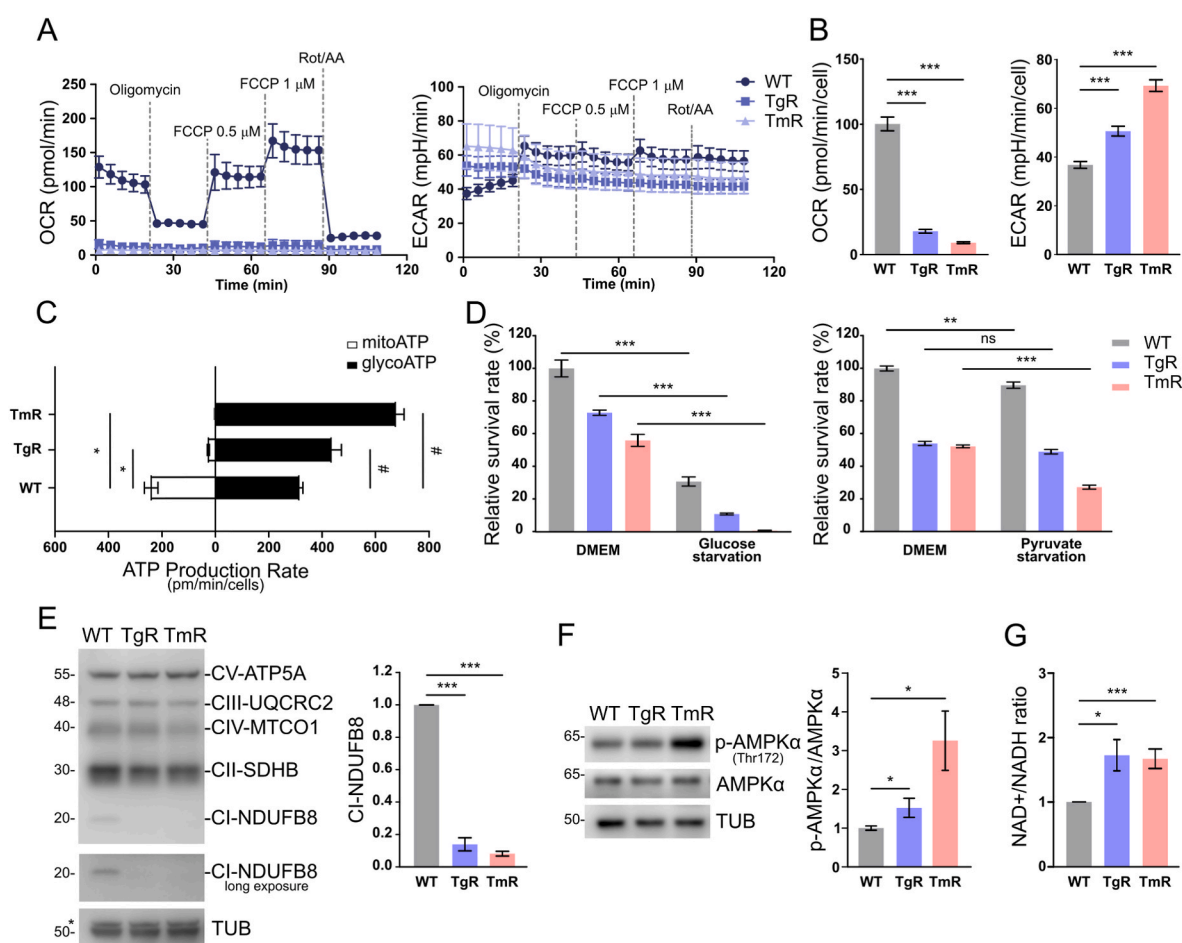 A
OCR (pmol/min)
250
200
150
100
50
0
0
30
60
90
120
Time (min)
Oligomycin
FCCP 0.5 μM
FCCP 1 μM
Rot/AA
ECAR (mpH/min)
100
80
60
40
20
0
0
30
60
90
120
Time (min)
Oligomycin
FCCP 0.5 μM
FCCP 1 μM
Rot/AA
WT
TgR
TmR
B
OCR (pmol/min/cell)
150
100
50
0
***
***
WT TgR TmR
ECAR (mpH/min/cell)
80
60
40
20
0
***
***
WT TgR TmR
C
mitoATP
glycoATP
TmR
TgR
WT
* * # #
600 400 200 0 200 400 600 800
ATP Production Rate
(pm/min/cells)
D
Relative survival rate (%)
120
100
80
60
40
20
0
***
***
***
DMEM
Glucose
starvation
Relative survival rate (%)
120
100
80
60
40
20
0
**
ns
***
DMEM
Pyruvate
starvation
WT
TgR
TmR
E
WT TgR TmR
55- -CV-ATP5A
48- -CIII-UQCRC2
40- -CIV-MTCO1
30- -CII-SDHB
20- -CI-NDUFB8
20- -CI-NDUFB8
long exposure
*-
50- TUB
CI-NDUFB8
1.2
1.0
0.8
0.6
0.4
0.2
0.0
***
***
WT TgR TmR
F
WT TgR TmR
65- p-AMPKα
(Thr172)
65- AMPKα
50- TUB
p-AMPKα/AMPKα
5
4
3
2
1
0
*
*
WT TgR TmR
G
NAD+/NADH ratio
3
2
1
0
***
*
WT TgR TmR